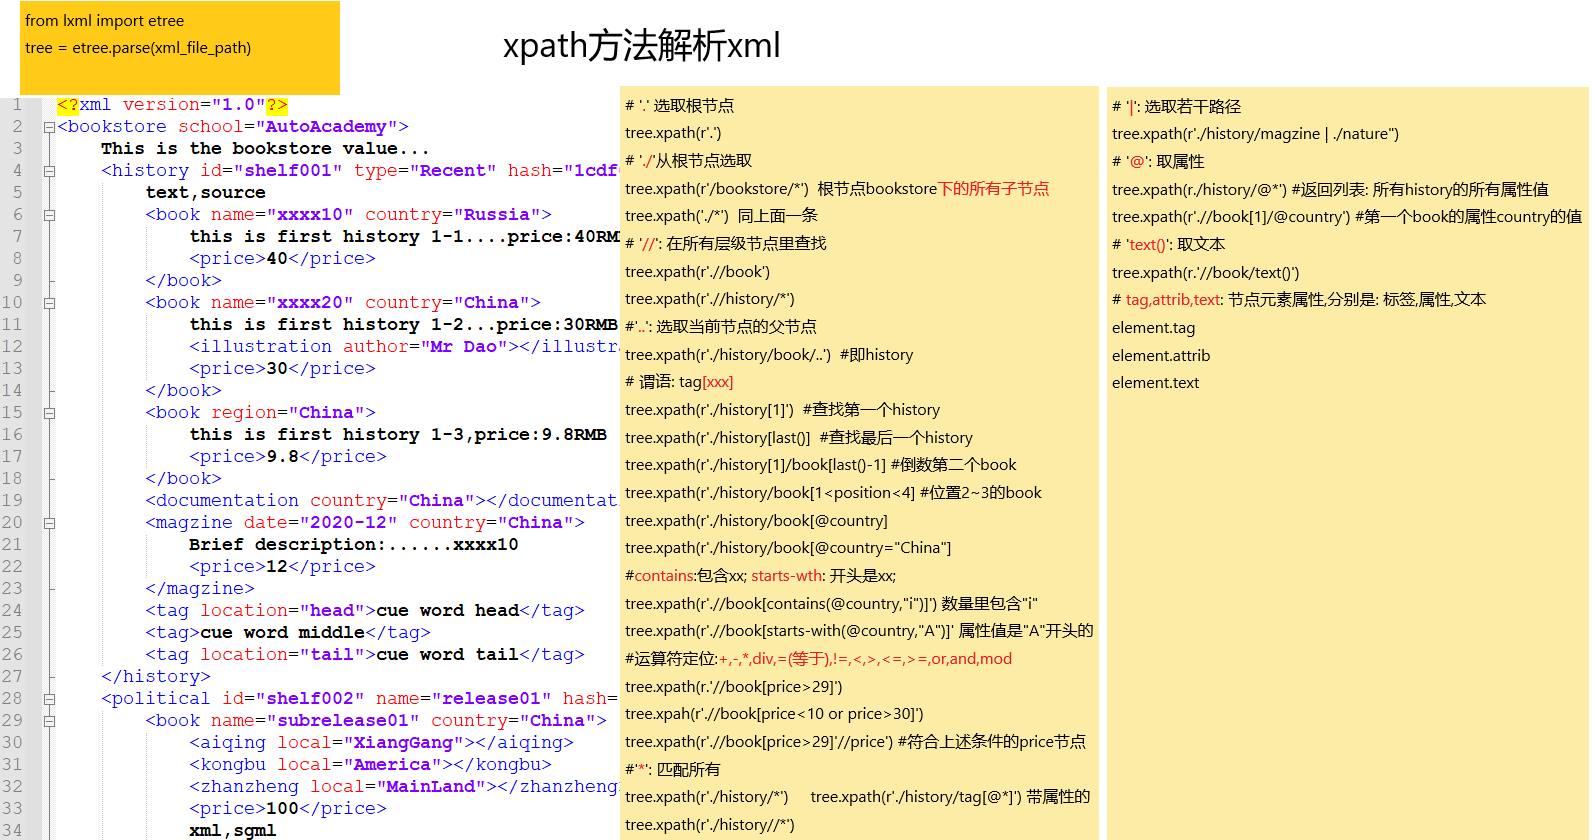 from lxml import etree
tree = etree.parse(xml_file_path)
xpath方法解析xml
1 <?xml version="1.0"?>
2 <bookstore school="AutoAcademy">
3 This is the bookstore value...
4 <history id="shelf001" type="Recent" hash="1cdf
5 text,source
6 <book name="xxxx10" country="Russia">
7 this is first history 1-1....price:40RM
8 <price>40</price>
9 </book>
10 <book name="xxxx20" country="China">
11 this is first history 1-2...price:30RMB
12 <illustration author="Mr Dao"></illustr
13 <price>30</price>
14 </book>
15 <book region="China">
16 this is first history 1-3,price:9.8RMB
17 <price>9.8</price>
18 </book>
19 <documentation country="China"></documentat
20 <magzine date="2020-12" country="China">
21 Brief description:......xxxx10
22 <price>12</price>
23 </magzine>
24 <tag location="head">cue word head</tag>
25 <tag>cue word middle</tag>
26 <tag location="tail">cue word tail</tag>
27 </history>
28 <political id="shelf002" name="release01" hash=
29 <book name="subrelease01" country="China">
30 <aiqing local="XiangGang"></aiqing>
31 <kongbu local="America"></kongbu>
32 <zhanzheng local="MainLand"></zhanzheng
33 <price>100</price>
34 xml,sgml
# '.' 选取根节点
tree.xpath(r'.')
# './'从根节点选取
tree.xpath(r'/bookstore/*') 根节点bookstore下的所有子节点
tree.xpath('./*') 同上面一条
# '//': 在所有层级节点里查找
tree.xpath(r'.//book')
tree.xpath(r'.//history/*')
#'..': 选取当前节点的父节点
tree.xpath(r'./history/book/..') #即history
# 谓语: tag[xxx]
tree.xpath(r'./history[1]') #查找第一个history
tree.xpath(r'./history[last()] #查找最后一个history
tree.xpath(r'./history[1]/book[last()-1] #倒数第二个book
tree.xpath(r'./history/book[1<position<4] #位置2~3的book
tree.xpath(r'./history/book[@country]
tree.xpath(r'./history/book[@country="China"]
#contains:包含xx; starts-wth: 开头是xx;
tree.xpath(r'.//book[contains(@country,"i")]') 数量里包含"i"
tree.xpath(r'.//book[starts-with(@country,"A")]' 属性值是"A"开头的
#运算符定位:+,-,*,div,=(等于),!=,<,>,<=,>=,or,and,mod
tree.xpath(r.'//book[price>29]')
tree.xpah(r'.//book[price<10 or price>30]')
tree.xpath(r'.//book[price>29]'//price') #符合上述条件的price节点
#'*': 匹配所有
tree.xpath(r'./history/*') tree.xpath(r'./history/tag[@*]') 带属性的
tree.xpath(r'./history//*')
# '|': 选取若干路径
tree.xpath(r'./history/magzine | ./nature")
# '@': 取属性
tree.xpath(r./history/@*') #返回列表: 所有history的所有属性值
tree.xpath(r'.//book[1]/@country') #第一个book的属性country的值
# 'text()': 取文本
tree.xpath(r.'//book/text()')
# tag,attrib,text: 节点元素属性,分别是: 标签,属性,文本
element.tag
element.attrib
element.text